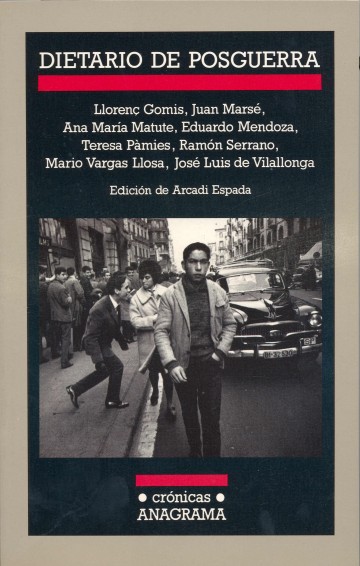 DIETARIO DE POSGUERRA
Llorenç Gomis, Juan Marsé,
Ana María Matute, Eduardo Mendoza,
Teresa Pàmies, Ramón Serrano,
Mario Vargas Llosa, José Luis de Vilallonga
Edición de Arcadi Espada
• crónicas •
ANAGRAMA